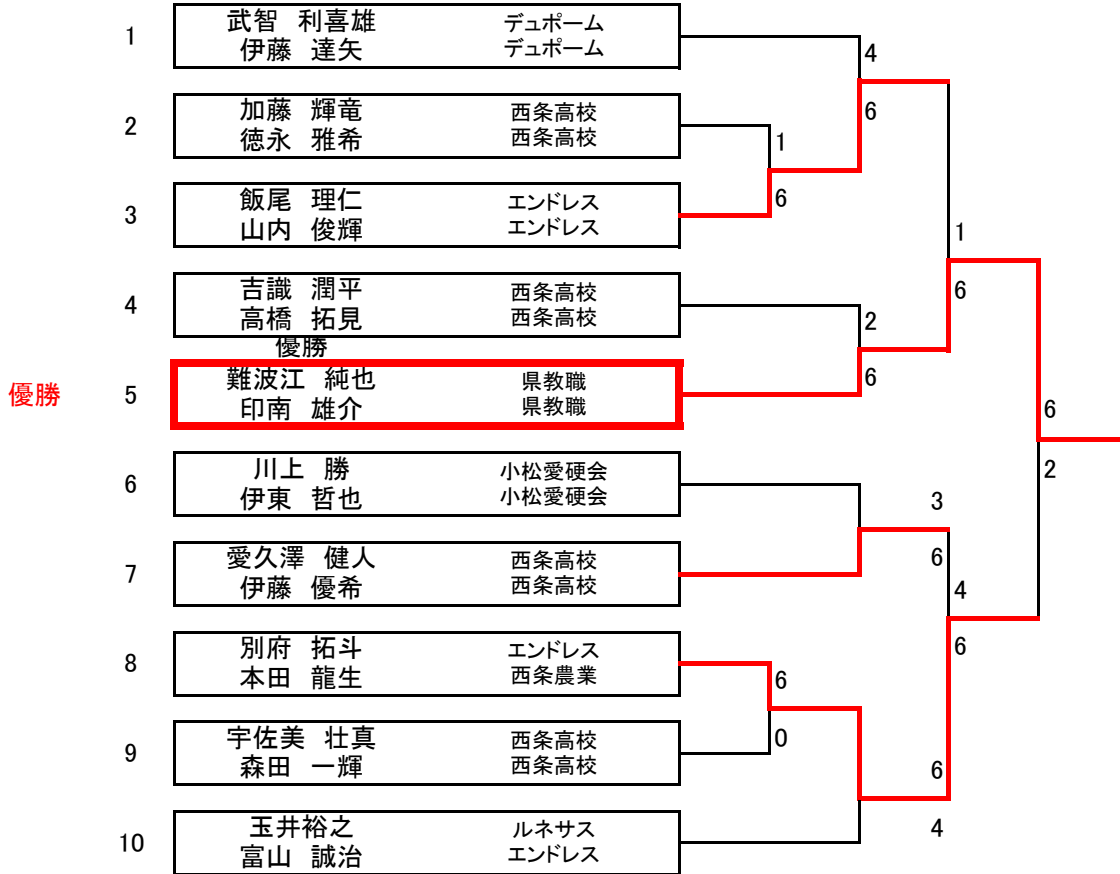 1 武智 利喜雄 デュポーム
伊藤 達矢 デュポーム
4
2 加藤 輝竜 西条高校
徳永 雅希 西条高校
6
1
3 飯尾 理仁 エンドレス
山内 俊輝 エンドレス
6
1
4 吉識 潤平 西条高校
高橋 拓見 西条高校
6
2
優勝
優勝 5 難波江 純也 県教職
印南 雄介 県教職
6
6
6 川上 勝 小松愛硬会
伊東 哲也 小松愛硬会
2
3
7 愛久澤 健人 西条高校
伊藤 優希 西条高校
6
4
8 別府 拓斗 エンドレス
本田 龍生 西条農業
6
6
9 宇佐美 壮真 西条高校
森田 一輝 西条高校
0
6
10 玉井裕之 ルネサス
富山 誠治 エンドレス
4